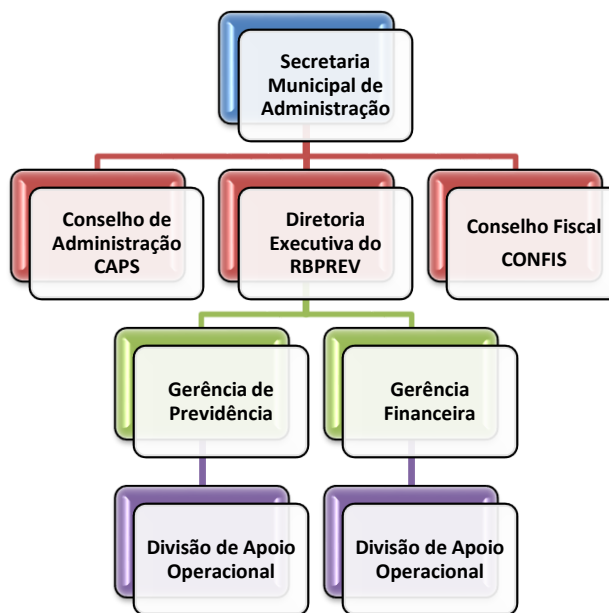 Secretaria
Municipal de
Administração
Conselho de
Administração
CAPS
Diretoria
Executiva do
RBPREV
Conselho Fiscal
CONFIS
Gerência de
Previdência
Gerência
Financeira
Divisão de Apoio
Operacional
Divisão de Apoio
Operacional